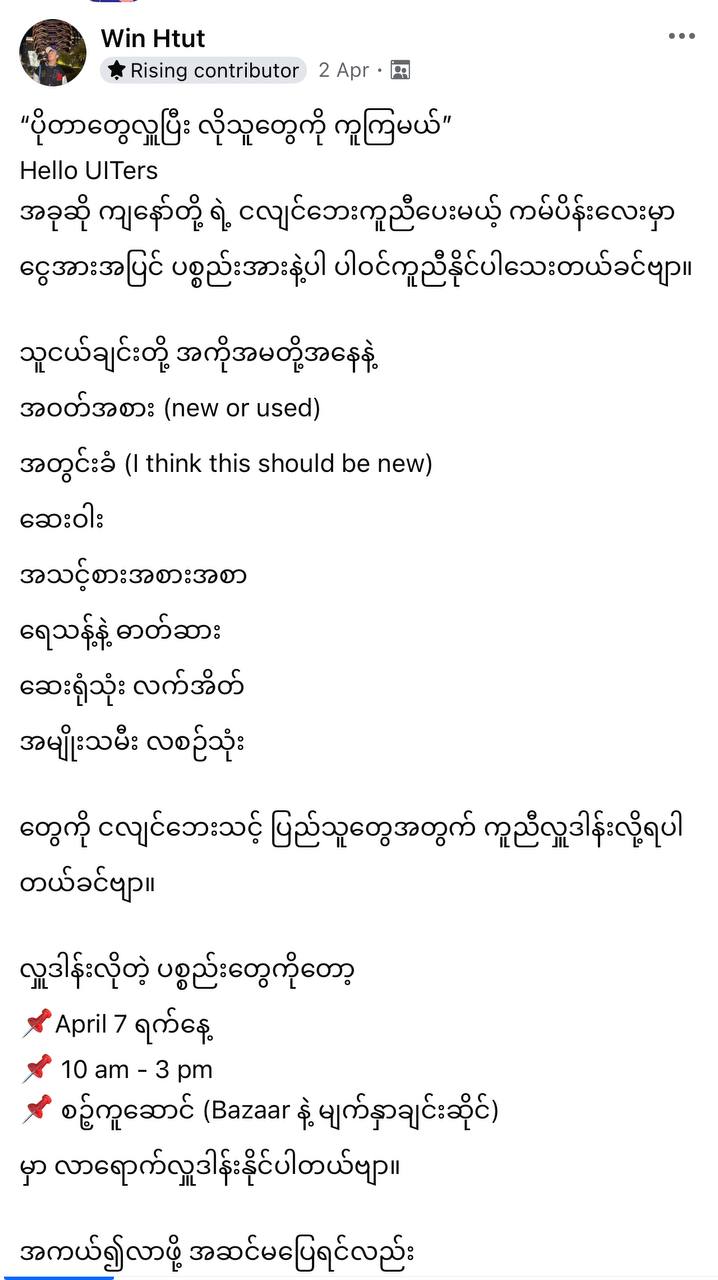 Win Htut
Rising contributor 2 Apr ·
“ပိုတာတွေလှူပြီး လိုသူတွေကို ကူကြမယ်”
Hello UITers
အခုဆို ကျနော်တို့ ရဲ့ ငလျင်ဘေးကူညီပေးမယ့် ကမ်ပိန်းလေးမှာ
ငွေအားအပြင် ပစ္စည်းအားနဲ့ပါ ပါဝင်ကူညီနိုင်ပါသေးတယ်ခင်ဗျာ။
သူငယ်ချင်းတို့ အကိုအမတို့အနေနဲ့
အဝတ်အစား (new or used)
အတွင်းခံ (I think this should be new)
ဆေးဝါး
အသင့်စားအစားအစာ
ရေသန့်နဲ့ ဓာတ်ဆား
ဆေးရုံသုံး လက်အိတ်
အမျိုးသမီး လစဉ်သုံး
တွေကို ငလျင်ဘေးသင့် ပြည်သူတွေအတွက် ကူညီလှူဒါန်းလို့ရပါ
တယ်ခင်ဗျာ။
လှူဒါန်းလိုတဲ့ ပစ္စည်းတွေကိုတော့
📌April 7 ရက်နေ့
📌 10 am - 3 pm
📌 စဉ့်ကူဆောင် (Bazaar နဲ့ မျက်နှာချင်းဆိုင်)
မှာ လာရောက်လှူဒါန်းနိုင်ပါတယ်ဗျာ။
အကယ်၍လာဖို့ အဆင်မပြေရင်လည်း